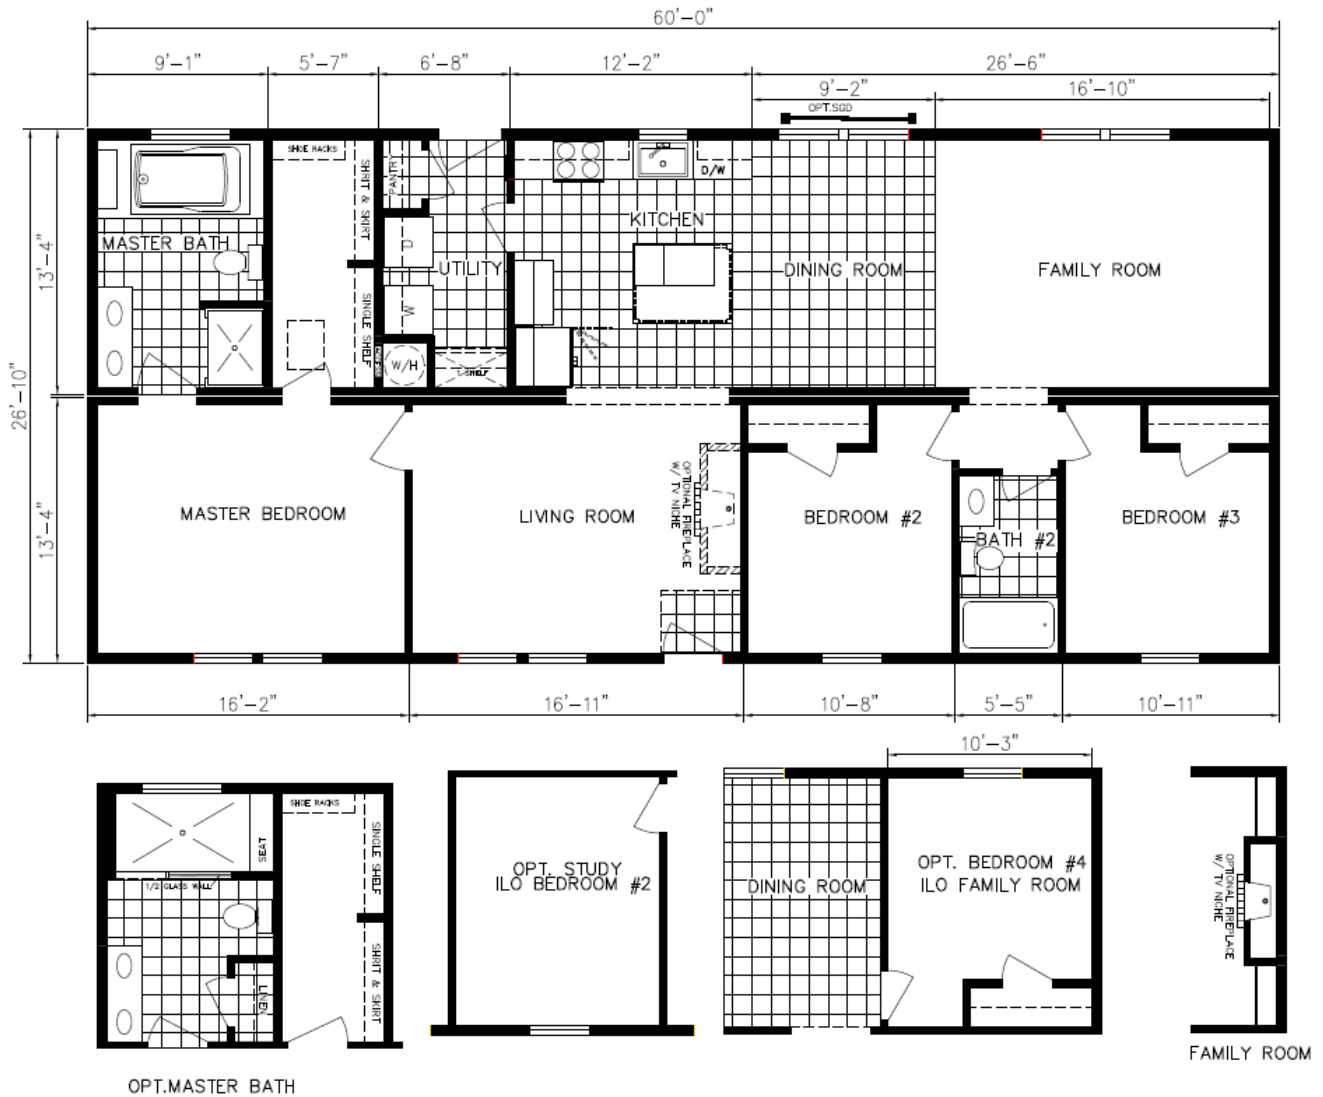 60'-0"
9'-1" 5'-7" 6'-8" 12'-2" 26'-6"
9'-2" 16'-10"
OPT.SGD
SHOE RACKS
SHRIT & SKIRT
PANTRY
D/W
KITCHEN
MASTER BATH
D
UTILITY
DINING ROOM
FAMILY ROOM
13'-4"
26'-10"
SINGLE SHELF
W
W/H
SHELF
13'-4"
MASTER BEDROOM
LIVING ROOM
OPTIONAL FIREPLACE
W/ TV NICHE
BEDROOM #2
BATH #2
BEDROOM #3
16'-2" 16'-11" 10'-8" 5'-5" 10'-11"
10'-3"
SHOE RACKS
SEAT
SINGLE SHELF
1/2 GLASS WALL
LINEN
SHRIT & SKIRT
OPT.MASTER BATH
OPT. STUDY
ILO BEDROOM #2
DINING ROOM
OPT. BEDROOM #4
ILO FAMILY ROOM
OPTIONAL FIREPLACE
W/ TV NICHE
FAMILY ROOM